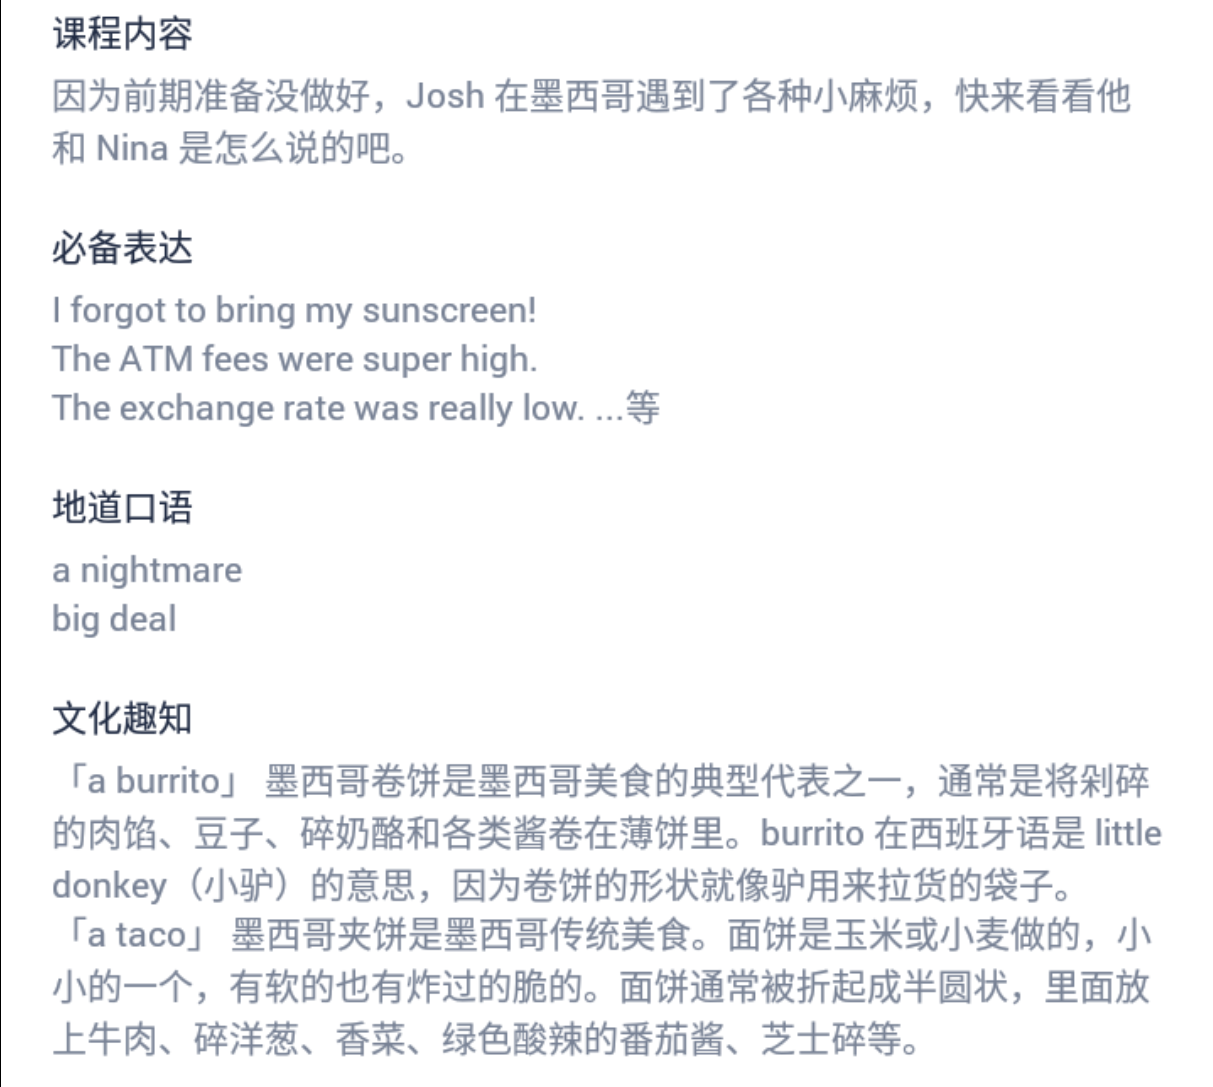 课程内容
因为前期准备没做好，Josh 在墨西哥遇到了各种小麻烦，快来看看他
和 Nina 是怎么说的吧。
必备表达
I forgot to bring my sunscreen!
The ATM fees were super high.
The exchange rate was really low. ...等
地道口语
a nightmare
big deal
文化趣知
「a burrito」 墨西哥卷饼是墨西哥美食的典型代表之一，通常是将剁碎
的肉馅、豆子、碎奶酪和各类酱卷在薄饼里。burrito 在西班牙语是 little
donkey（小驴）的意思，因为卷饼的形状就像驴用来拉货的袋子。
「a taco」 墨西哥夹饼是墨西哥传统美食。面饼是玉米或小麦做的，小
小的一个，有软的也有炸过的脆的。面饼通常被折起成半圆状，里面放
上牛肉、碎洋葱、香菜、绿色酸辣的番茄酱、芝士碎等。